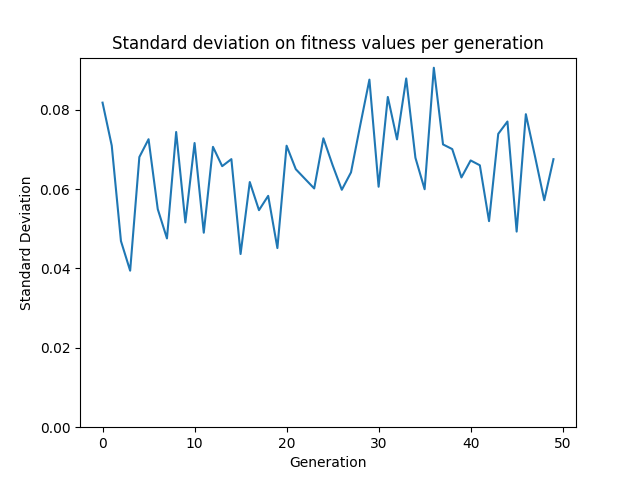 Standard deviation on fitness values per generation
0.08
0.06
0.04
0.02
0.00
Standard Deviation
0 10 20 30 40 50
Generation